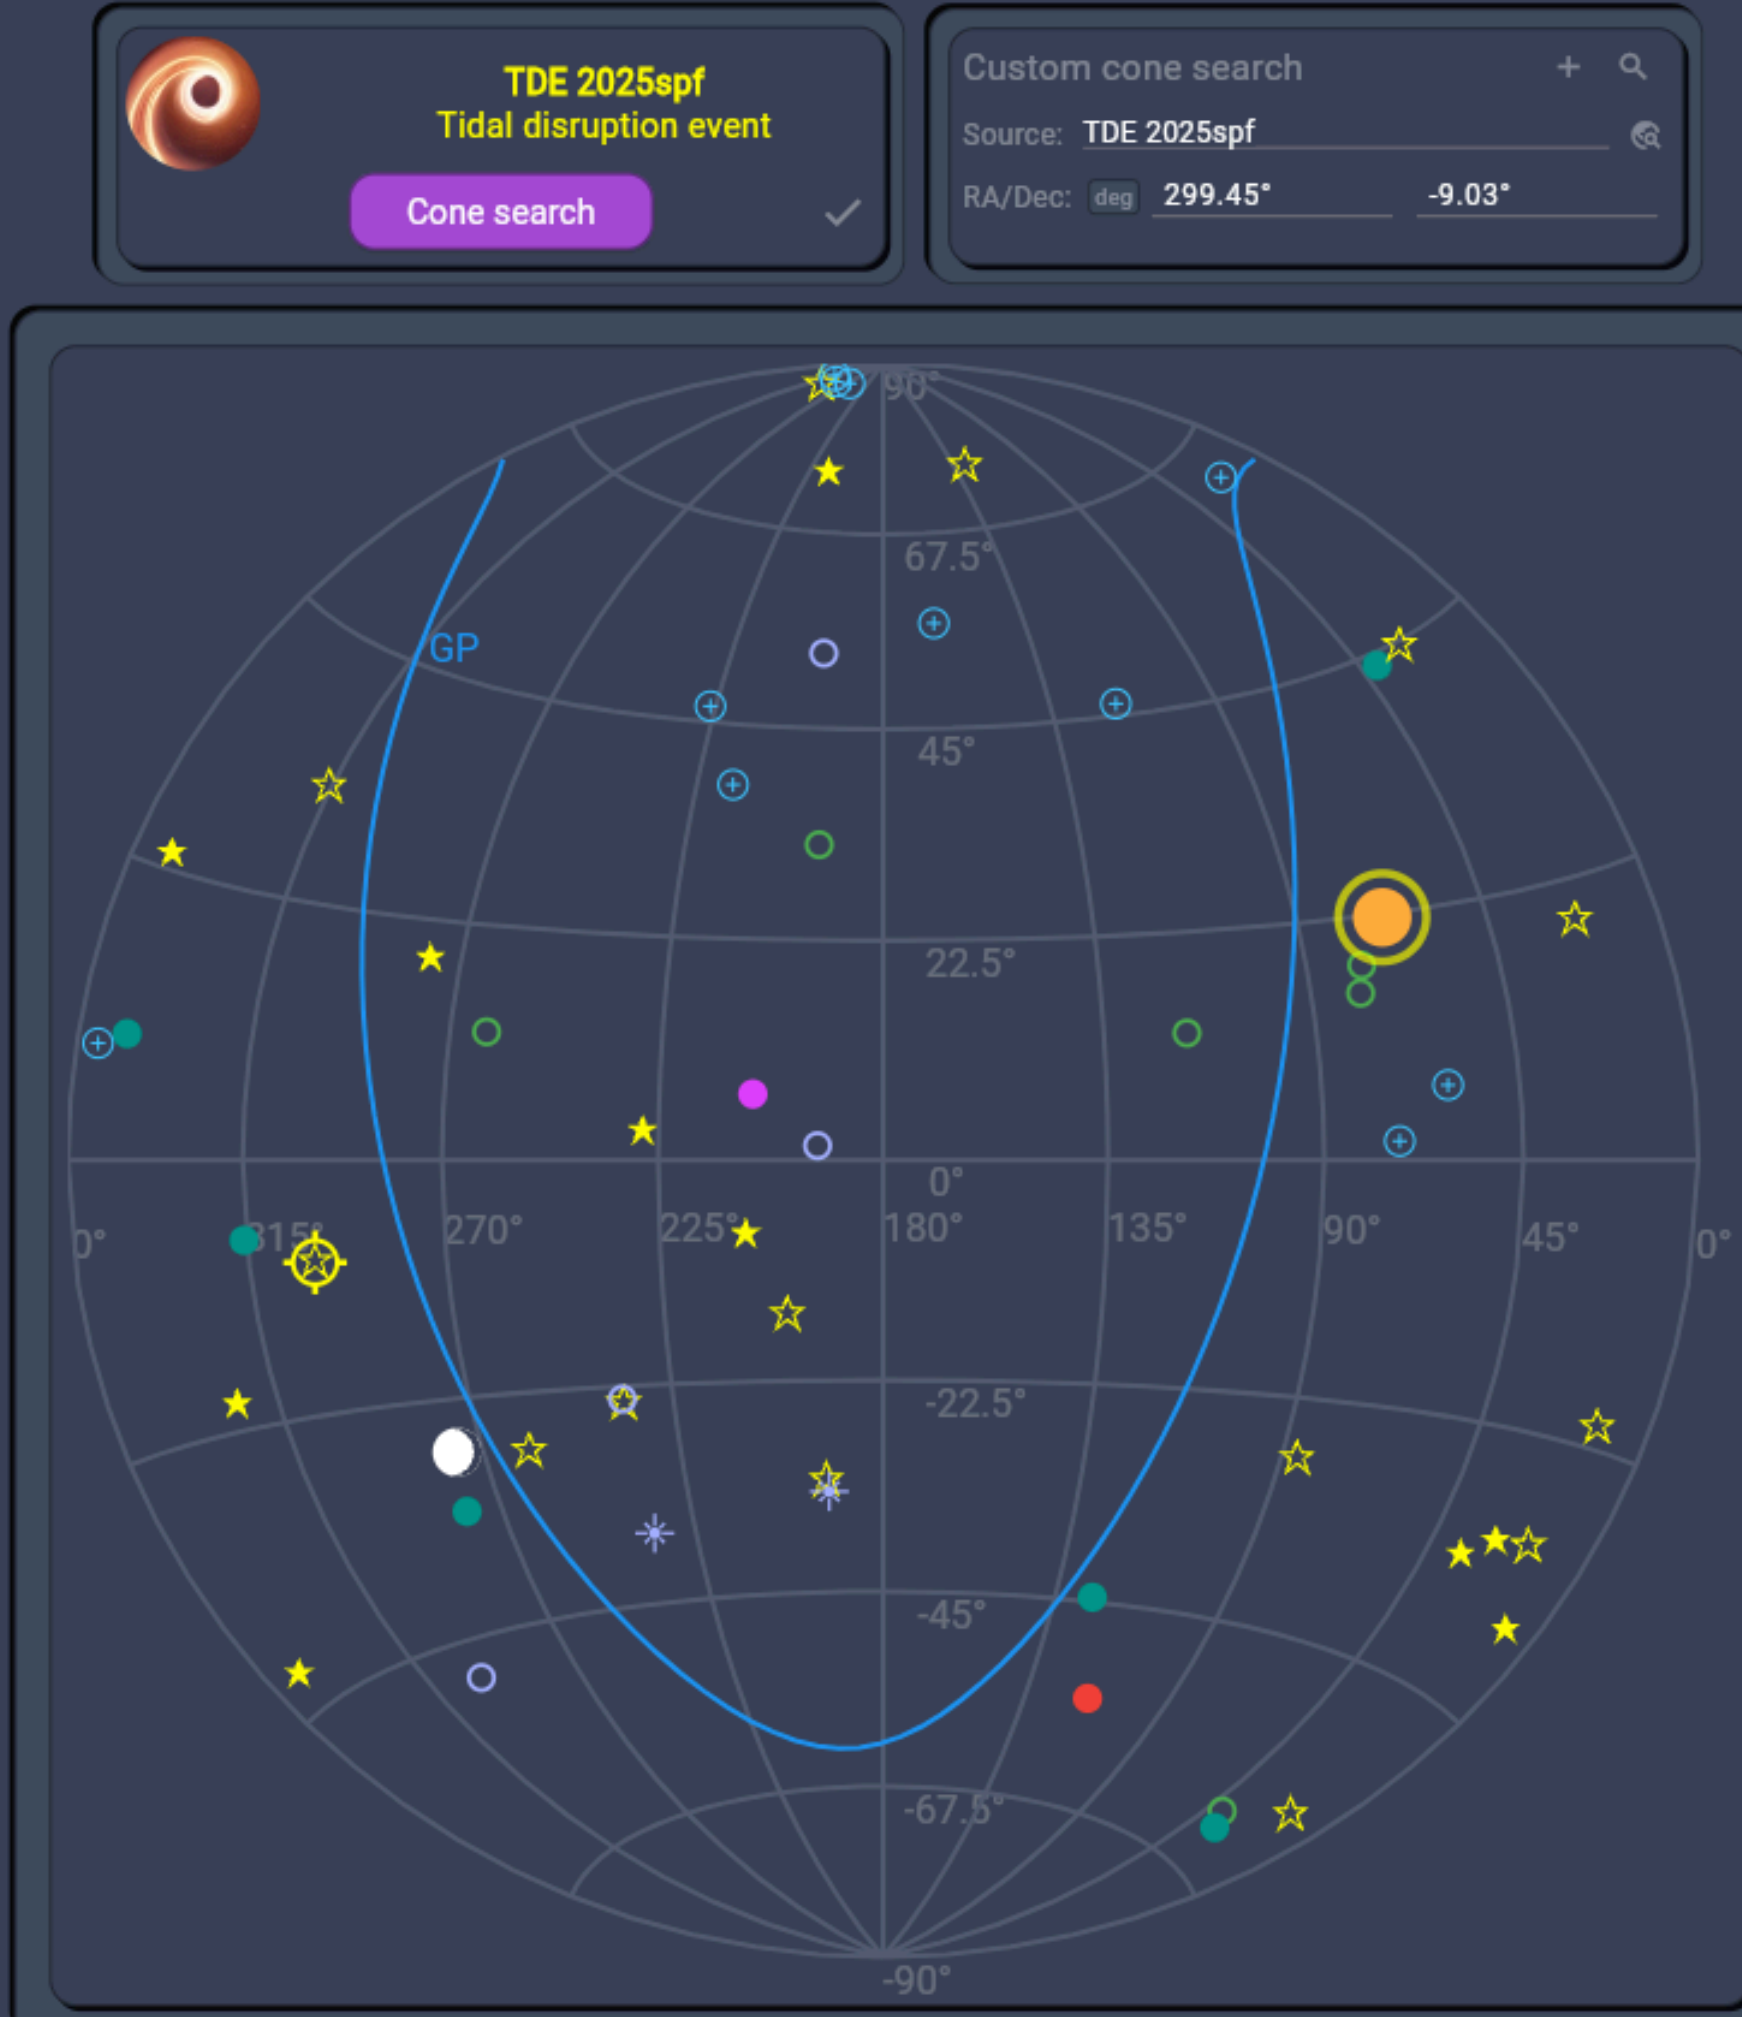 TDE 2025spf
Tidal disruption event
Cone search
Custom cone search
Source: TDE 2025spf
RA/Dec: deg 299.45° -9.03°
90°
67.5°
GP
45°
22.5°
0°
0° 315° 270° 225° 180° 135° 90° 45° 0°
-22.5°
-45°
-67.5°
-90°